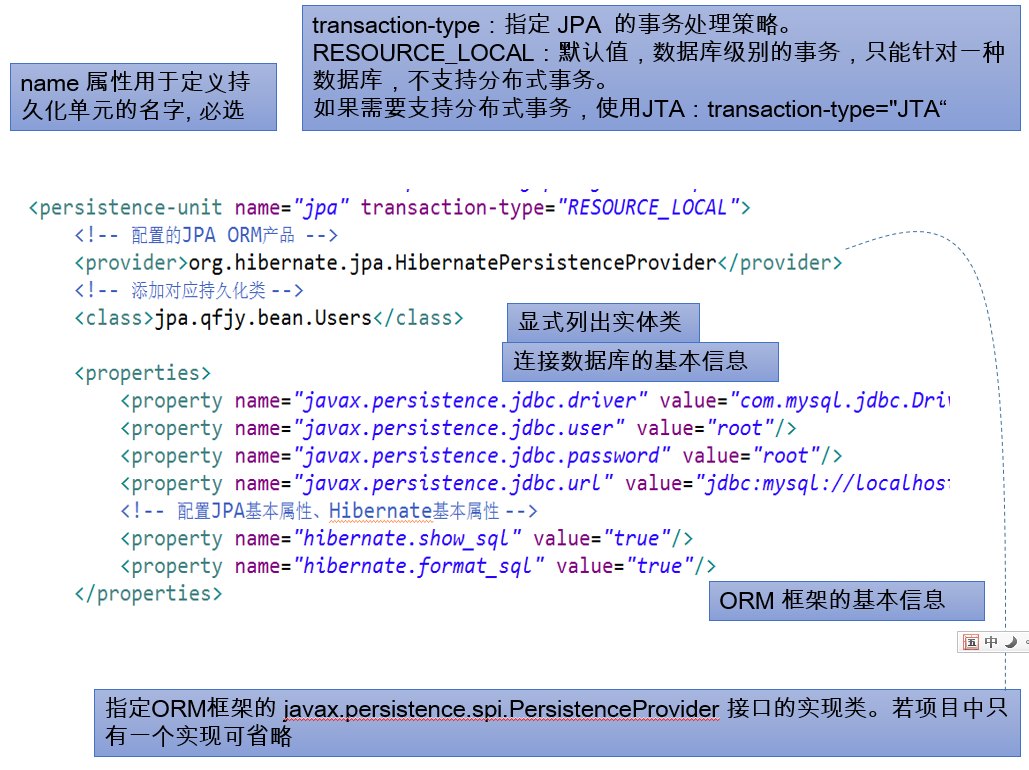 transaction-type：指定 JPA 的事务处理策略。
RESOURCE_LOCAL：默认值，数据库级别的事务，只能针对一种
数据库，不支持分布式事务。
如果需要支持分布式事务，使用JTA：transaction-type="JTA“
name 属性用于定义持
久化单元的名字, 必选
<persistence-unit name="jpa" transaction-type="RESOURCE_LOCAL">
<!-- 配置的JPA ORM产品 -->
<provider>org.hibernate.jpa.HibernatePersistenceProvider</provider>
<!-- 添加对应持久化类 -->
<class>jpa.qfjy.bean.Users</class>
显式列出实体类
连接数据库的基本信息
<properties>
<property name="javax.persistence.jdbc.driver" value="com.mysql.jdbc.Driv
<property name="javax.persistence.jdbc.user" value="root"/>
<property name="javax.persistence.jdbc.password" value="root"/>
<property name="javax.persistence.jdbc.url" value="jdbc:mysql://localhost
<!-- 配置JPA基本属性、Hibernate基本属性 -->
<property name="hibernate.show_sql" value="true"/>
<property name="hibernate.format_sql" value="true"/>
</properties>
ORM 框架的基本信息
五 中
指定ORM框架的 javax.persistence.spi.PersistenceProvider 接口的实现类。若项目中只
有一个实现可省略